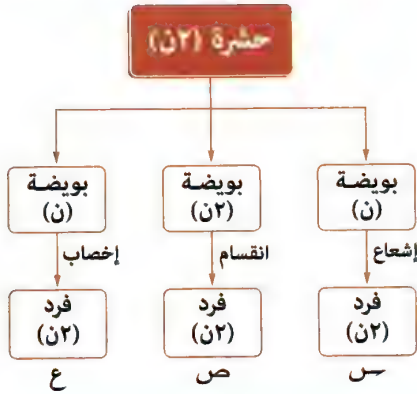 حشرة (٢ن)
بويضة
(ن)
بويضة
(٢ن)
بويضة
(ن)
إشعاع
انقسام
إخصاب
فرد
(٢ن)
فرد
(٢ن)
فرد
(٢ن)
س
ص
ع